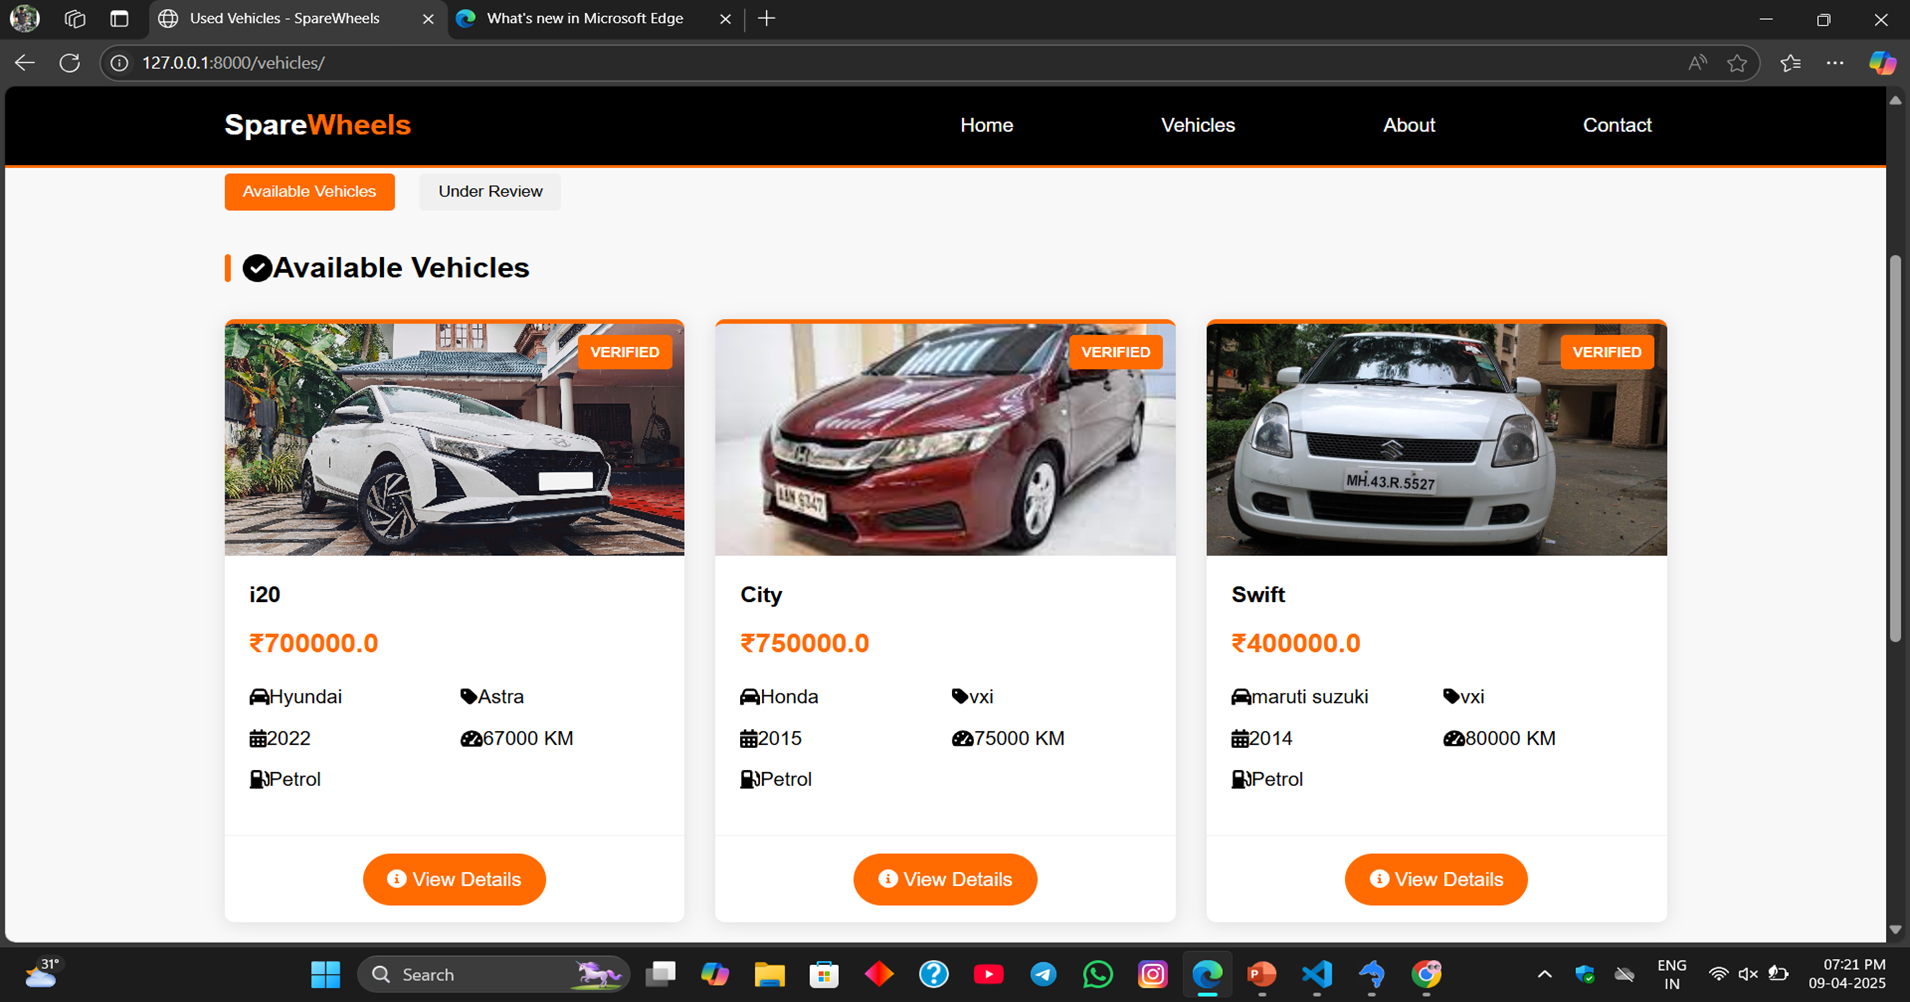 Used Vehicles - SpareWheels
What's new in Microsoft Edge
127.0.0.1:8000/vehicles/
SpareWheels
Home
Vehicles
About
Contact
Available Vehicles
Under Review
Available Vehicles
VERIFIED
VERIFIED
VERIFIED
MH.43.R.5527
i20
₹700000.0
Hyundai
Astra
2022
67000 KM
Petrol
View Details
City
₹750000.0
Honda
vxi
2015
75000 KM
Petrol
View Details
Swift
₹400000.0
maruti suzuki
vxi
2014
80000 KM
Petrol
View Details
31°
Search
ENG
IN
07:21 PM
09-04-2025